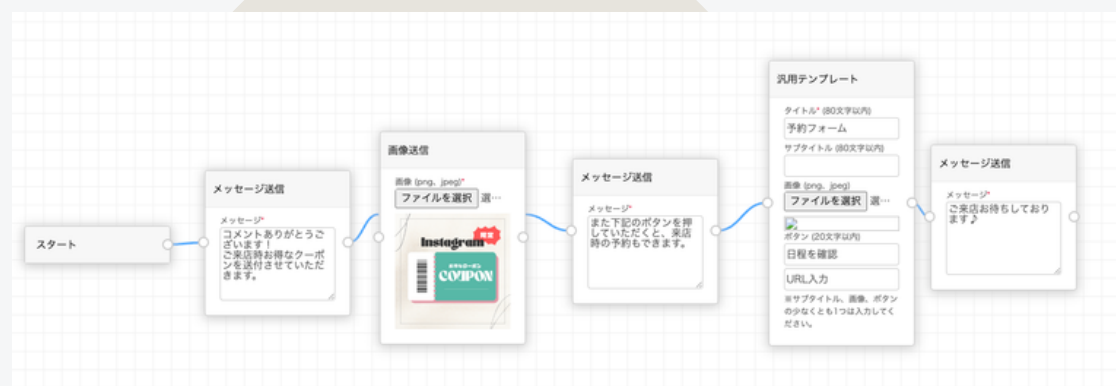 スタート
メッセージ送信
メッセージ*
コメントありがとうご
ざいます！
ご来店時お得なクーポ
ンを送付させていただ
きます。
画像送信
画像 (png、jpeg)*
ファイルを選択 選…
Instagram
限定
COUPON
メッセージ送信
メッセージ*
また下記のボタンを押
していただくと、来店
時の予約もできます。
汎用テンプレート
タイトル* (80文字以内)
予約フォーム
サブタイトル (80文字以内)
画像 (png、jpeg)
ファイルを選択 選…
ボタン (20文字以内)
日程を確認
URL入力
※サブタイトル、画像、ボタン
の少なくとも1つは入力してく
ださい。
メッセージ送信
メッセージ*
ご来店お待ちしており
ます♪